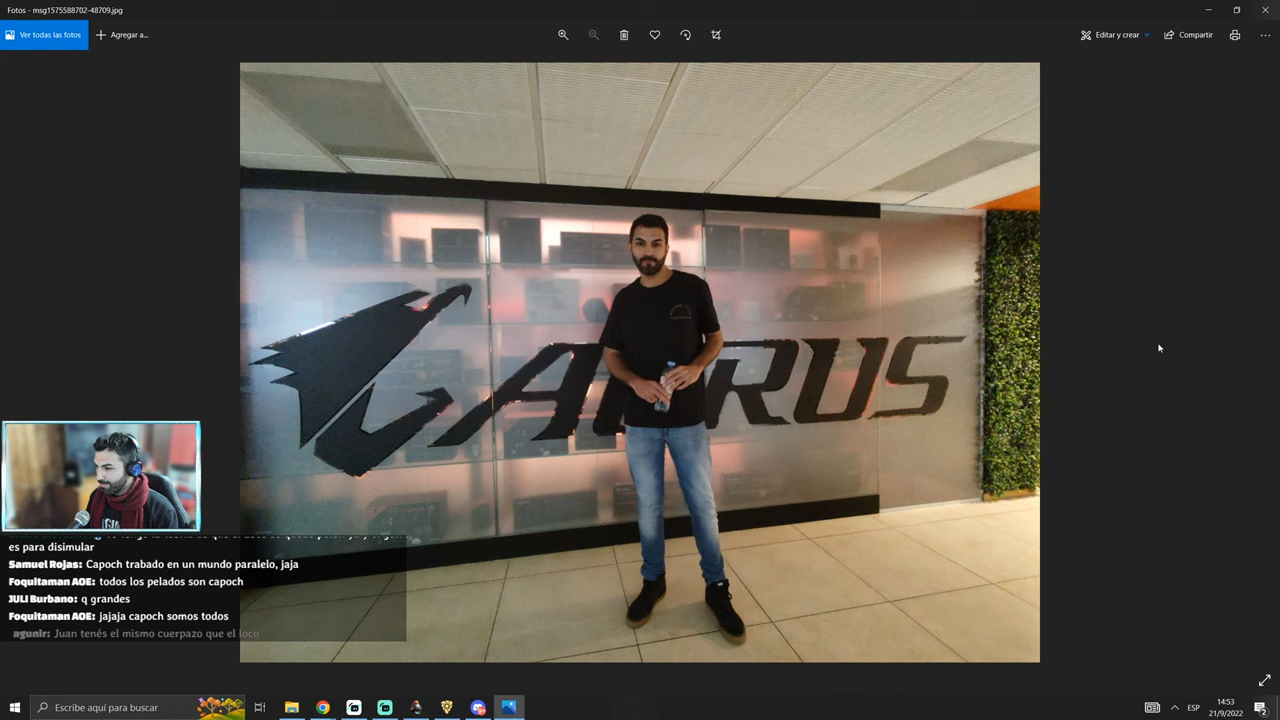 Fotos - msg1575588702-48709.jpg
Ver todas las fotos
Agregar a...
Editar y crear
Compartir
AORUS
es para disimular
Samuel Rojas: Capoch trabado en un mundo paralelo, jaja
Foquitaman AOE: todos los pelados son capoch
JULI Burbano: q grandes
Foquitaman AOE: jajaja capoch somos todos
agunir: Juan tenés el mismo cuerpazo que el loco
Escribe aquí para buscar
ESP
14:53
21/9/2022
2